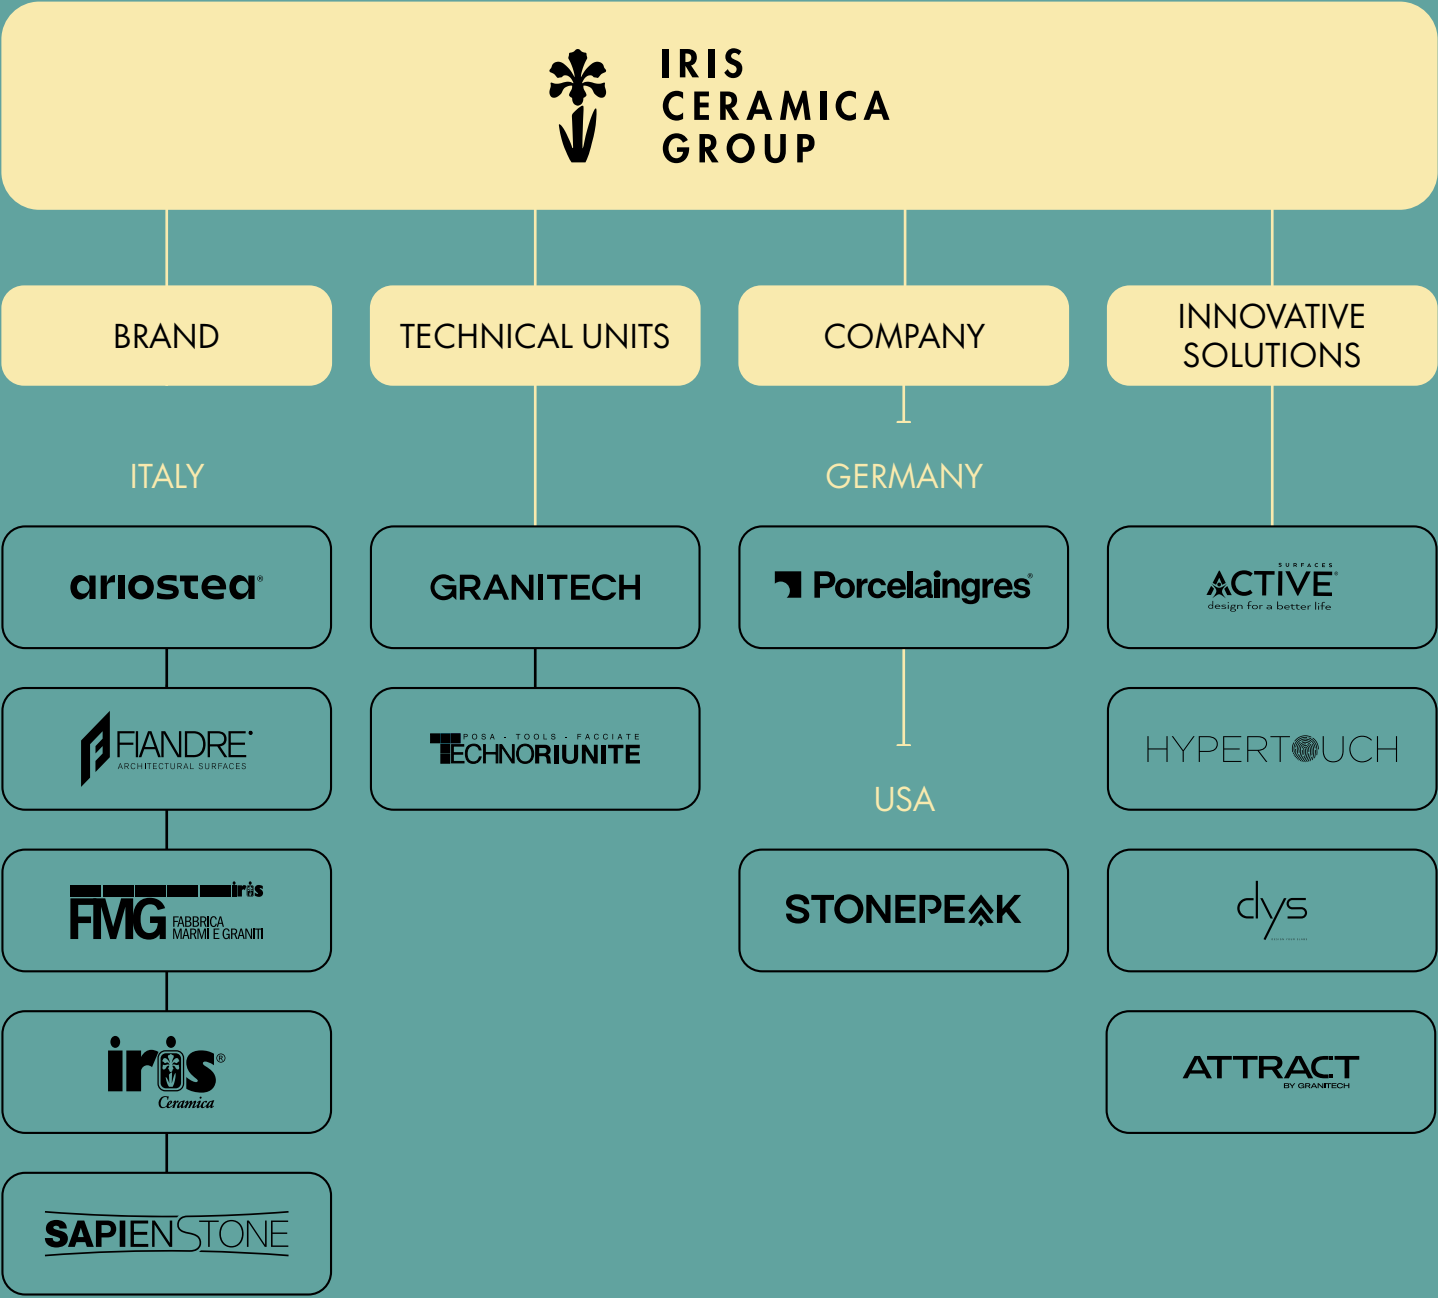 IRIS
CERAMICA
GROUP
BRAND
TECHNICAL UNITS
COMPANY
INNOVATIVE
SOLUTIONS
ITALY
ariostea®
FIANDRE
ARCHITECTURAL SURFACES
iris
FMG FABBRICA
MARMI E GRANITI
iris®
Ceramica
SAPIENSTONE
GRANITECH
POSA - TOOLS - FACCIATE
TECHNORIUNITE
GERMANY
Porcelaingres®
USA
STONEPEAK
SURFACES
ACTIVE®
design for a better life
HYPERTOUCH
dys
ATTRACT
BY GRANITECH